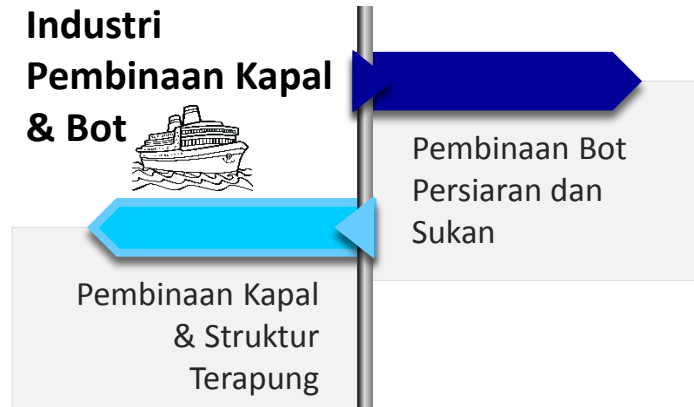 Industri
Pembinaan Kapal
& Bot
Pembinaan Bot
Persiaran dan
Sukan
Pembinaan Kapal
& Struktur
Terapung